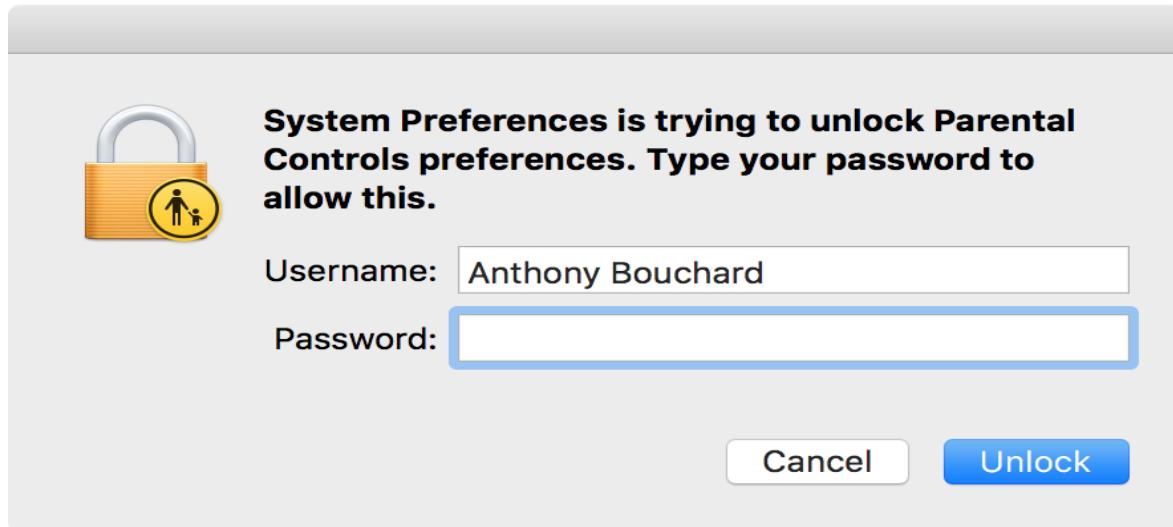 System Preferences is trying to unlock Parental
Controls preferences. Type your password to
allow this.
Username: Anthony Bouchard
Password:
Cancel Unlock